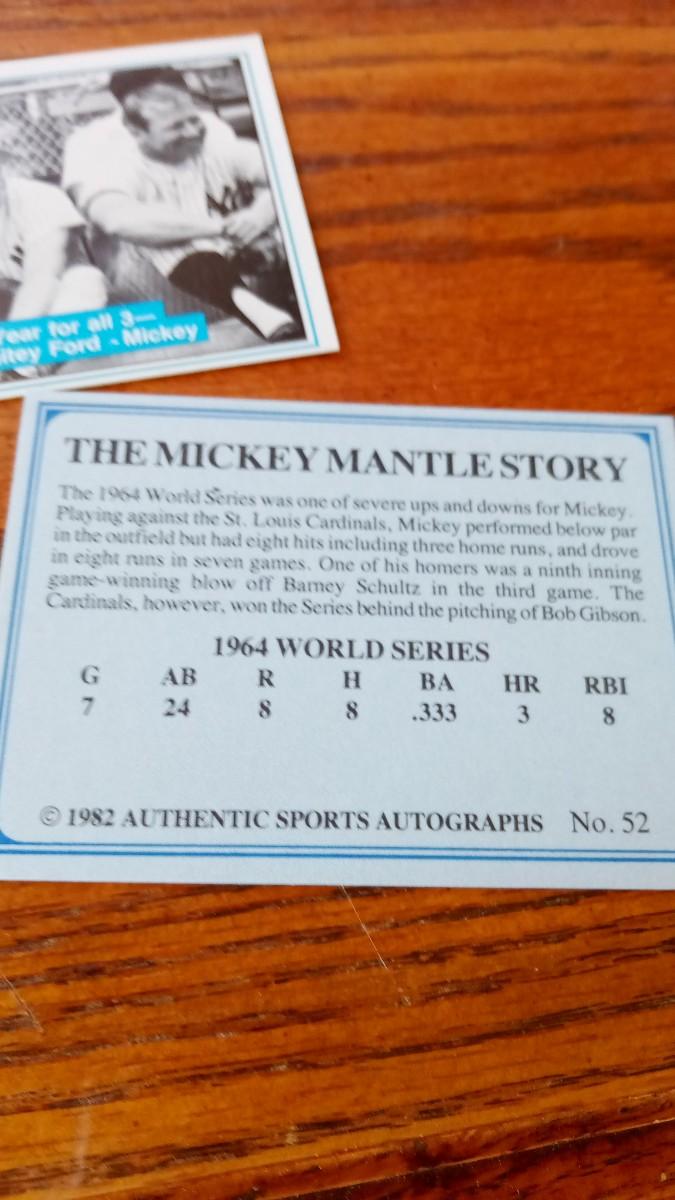 ear for all 3—
itey Ford - Mickey
THE MICKEY MANTLE STORY
The 1964 World Series was one of severe ups and downs for Mickey.
Playing against the St. Louis Cardinals, Mickey performed below par
in the outfield but had eight hits including three home runs, and drove
in eight runs in seven games. One of his homers was a ninth inning
game-winning blow off Barney Schultz in the third game. The
Cardinals, however, won the Series behind the pitching of Bob Gibson.
1964 WORLD SERIES
G AB R H BA HR RBI
7 24 8 8 .333 3 8
© 1982 AUTHENTIC SPORTS AUTOGRAPHS No. 52